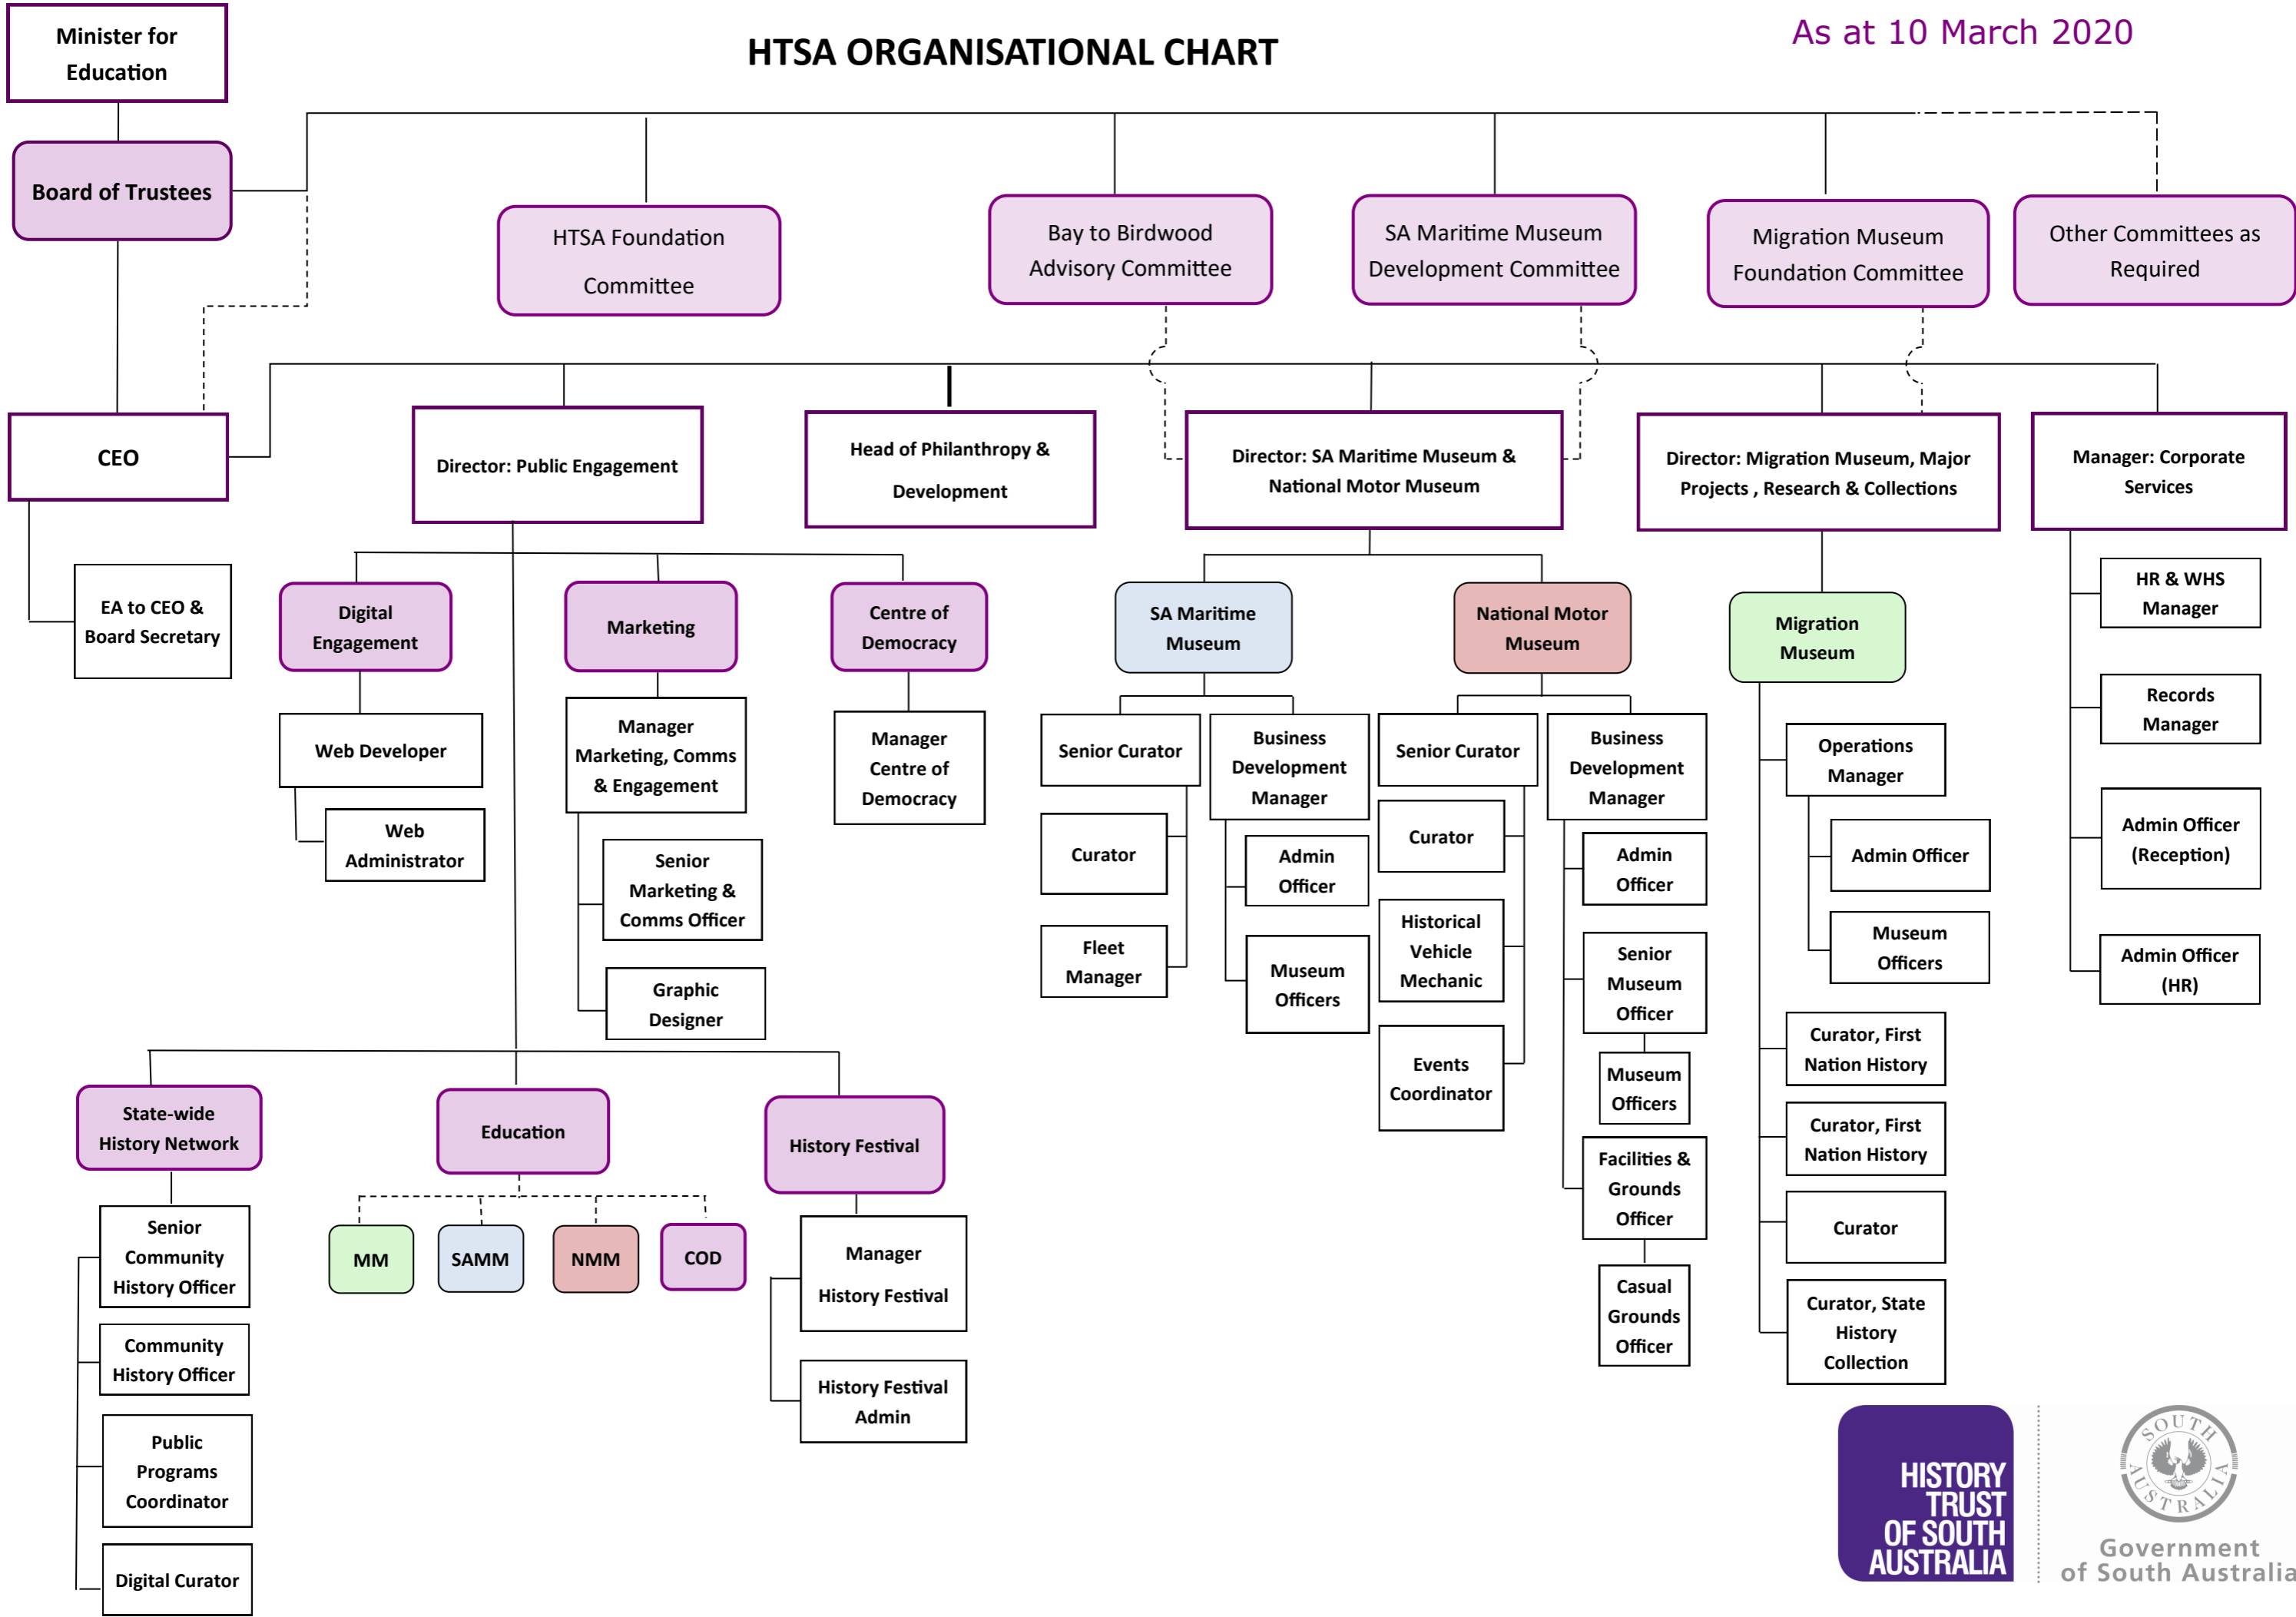 Minister for
Education
HTSA ORGANISATIONAL CHART
As at 10 March 2020
Board of Trustees
HTSA Foundation
Committee
Bay to Birdwood
Advisory Committee
SA Maritime Museum
Development Committee
Migration Museum
Foundation Committee
Other Committees as
Required
CEO
Director: Public Engagement
Head of Philanthropy &
Development
Director: SA Maritime Museum &
National Motor Museum
Director: Migration Museum, Major
Projects , Research & Collections
Manager: Corporate
Services
EA to CEO &
Board Secretary
Digital
Engagement
Marketing
Centre of
Democracy
SA Maritime
Museum
National Motor
Museum
Migration
Museum
HR & WHS
Manager
Records
Manager
Admin Officer
(Reception)
Admin Officer
(HR)
Web Developer
Web
Administrator
Manager
Marketing, Comms
& Engagement
Senior
Marketing &
Comms Officer
Graphic
Designer
Manager
Centre of
Democracy
Senior Curator
Curator
Fleet
Manager
Business
Development
Manager
Admin
Officer
Museum
Officers
Senior Curator
Curator
Historical
Vehicle
Mechanic
Events
Coordinator
Business
Development
Manager
Admin
Officer
Senior
Museum
Officer
Museum
Officers
Facilities &
Grounds
Officer
Casual
Grounds
Officer
Operations
Manager
Admin Officer
Museum
Officers
Curator, First
Nation History
Curator, First
Nation History
Curator
Curator, State
History
Collection
State-wide
History Network
Education
History Festival
Senior
Community
History Officer
Community
History Officer
Public
Programs
Coordinator
Digital Curator
MM
SAMM
NMM
COD
Manager
History Festival
History Festival
Admin
HISTORY
TRUST
OF SOUTH
AUSTRALIA
SOUTH
AUSTRALIA
Government
of South Australia